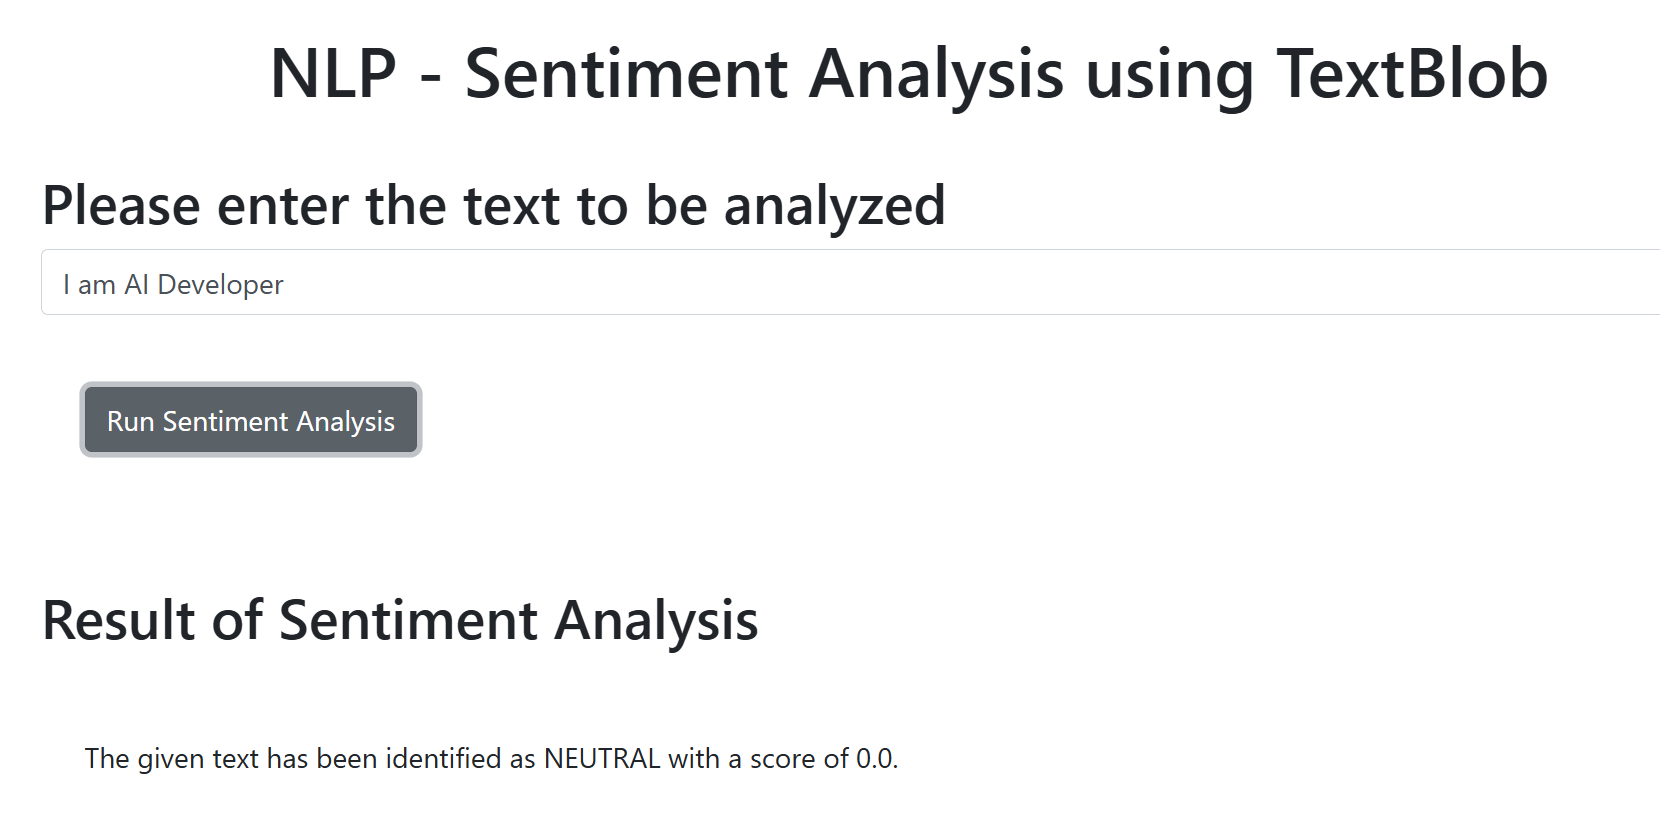 NLP - Sentiment Analysis using TextBlob
Please enter the text to be analyzed
I am AI Developer
Run Sentiment Analysis
Result of Sentiment Analysis
The given text has been identified as NEUTRAL with a score of 0.0.